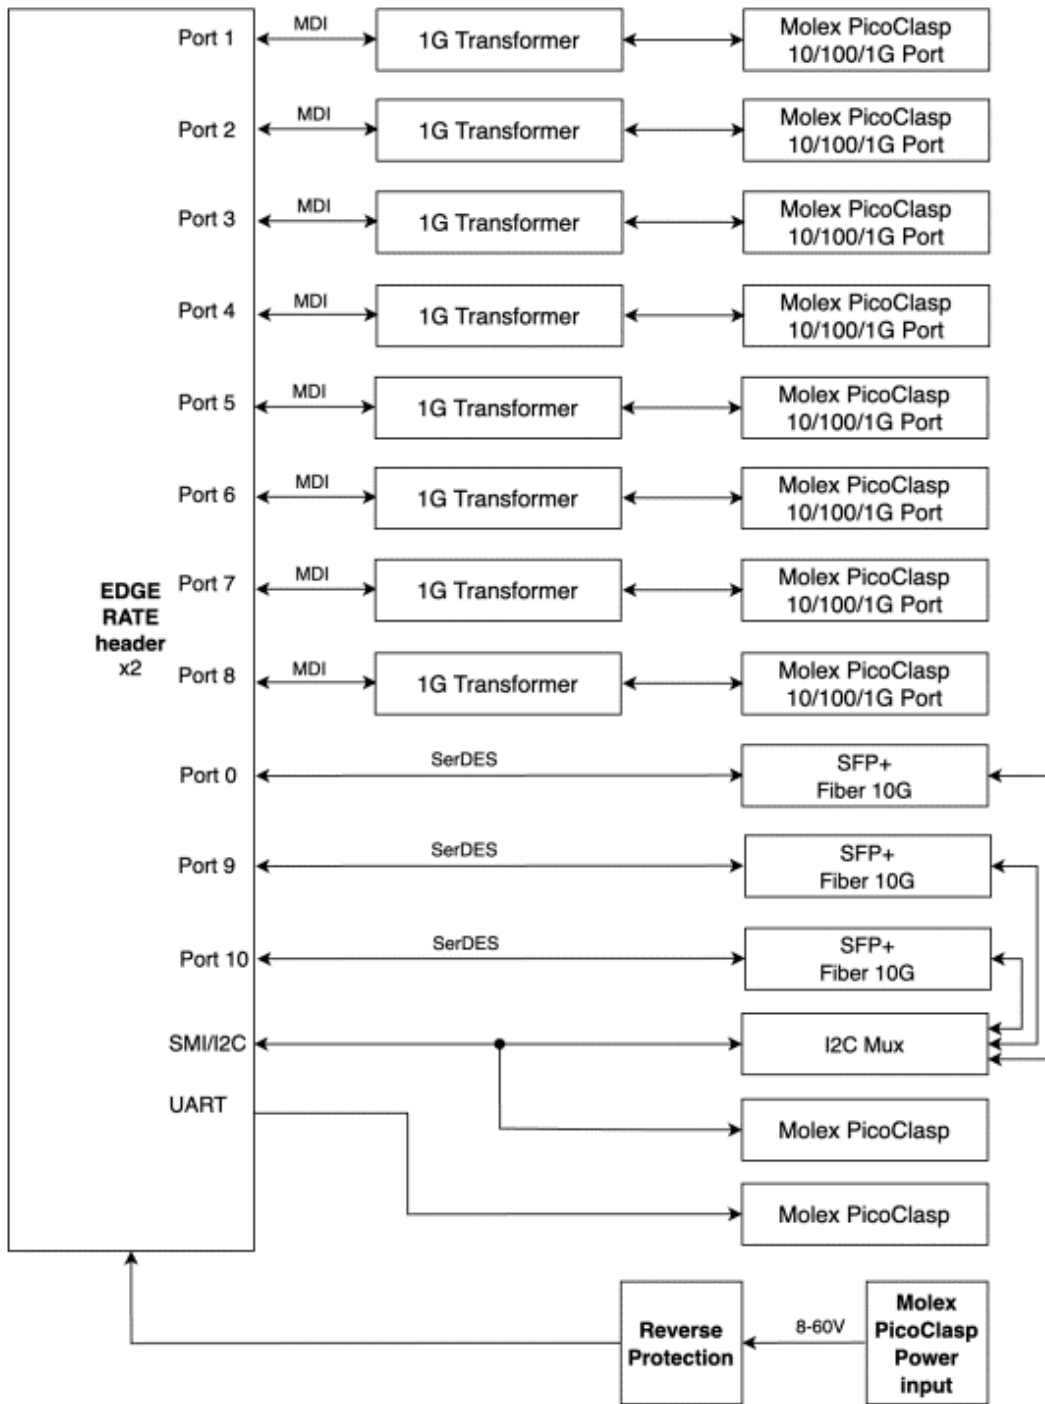 Port 1
MDI
1G Transformer
Molex PicoClasp
10/100/1G Port
Port 2
MDI
1G Transformer
Molex PicoClasp
10/100/1G Port
Port 3
MDI
1G Transformer
Molex PicoClasp
10/100/1G Port
Port 4
MDI
1G Transformer
Molex PicoClasp
10/100/1G Port
Port 5
MDI
1G Transformer
Molex PicoClasp
10/100/1G Port
Port 6
MDI
1G Transformer
Molex PicoClasp
10/100/1G Port
EDGE
RATE
header
x2
Port 7
MDI
1G Transformer
Molex PicoClasp
10/100/1G Port
Port 8
MDI
1G Transformer
Molex PicoClasp
10/100/1G Port
Port 0
SerDES
SFP+
Fiber 10G
Port 9
SerDES
SFP+
Fiber 10G
Port 10
SerDES
SFP+
Fiber 10G
SMI/I2C
I2C Mux
UART
Molex PicoClasp
Molex PicoClasp
Reverse
Protection
8-60V
Molex
PicoClasp
Power
input